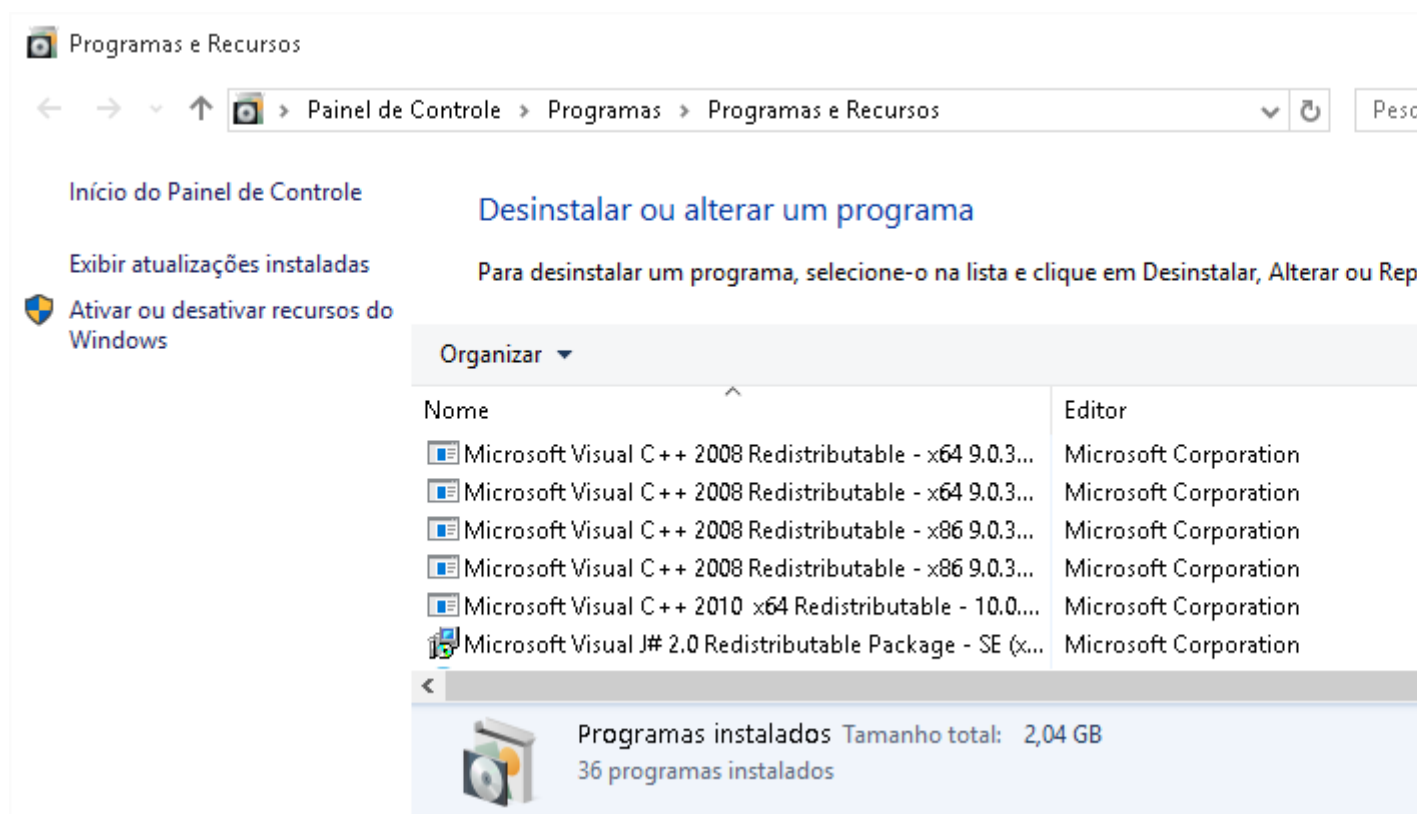 Programas e Recursos
Painel de Controle > Programas > Programas e Recursos
Início do Painel de Controle
Exibir atualizações instaladas
Ativar ou desativar recursos do
Windows
Desinstalar ou alterar um programa
Para desinstalar um programa, selecione-o na lista e clique em Desinstalar, Alterar ou Rep
Organizar
Nome Editor
Microsoft Visual C++ 2008 Redistributable - x64 9.0.3... Microsoft Corporation
Microsoft Visual C++ 2008 Redistributable - x64 9.0.3... Microsoft Corporation
Microsoft Visual C++ 2008 Redistributable - x86 9.0.3... Microsoft Corporation
Microsoft Visual C++ 2008 Redistributable - x86 9.0.3... Microsoft Corporation
Microsoft Visual C++ 2010 x64 Redistributable - 10.0.... Microsoft Corporation
Microsoft Visual J# 2.0 Redistributable Package - SE (x... Microsoft Corporation
Programas instalados Tamanho total: 2,04 GB
36 programas instalados